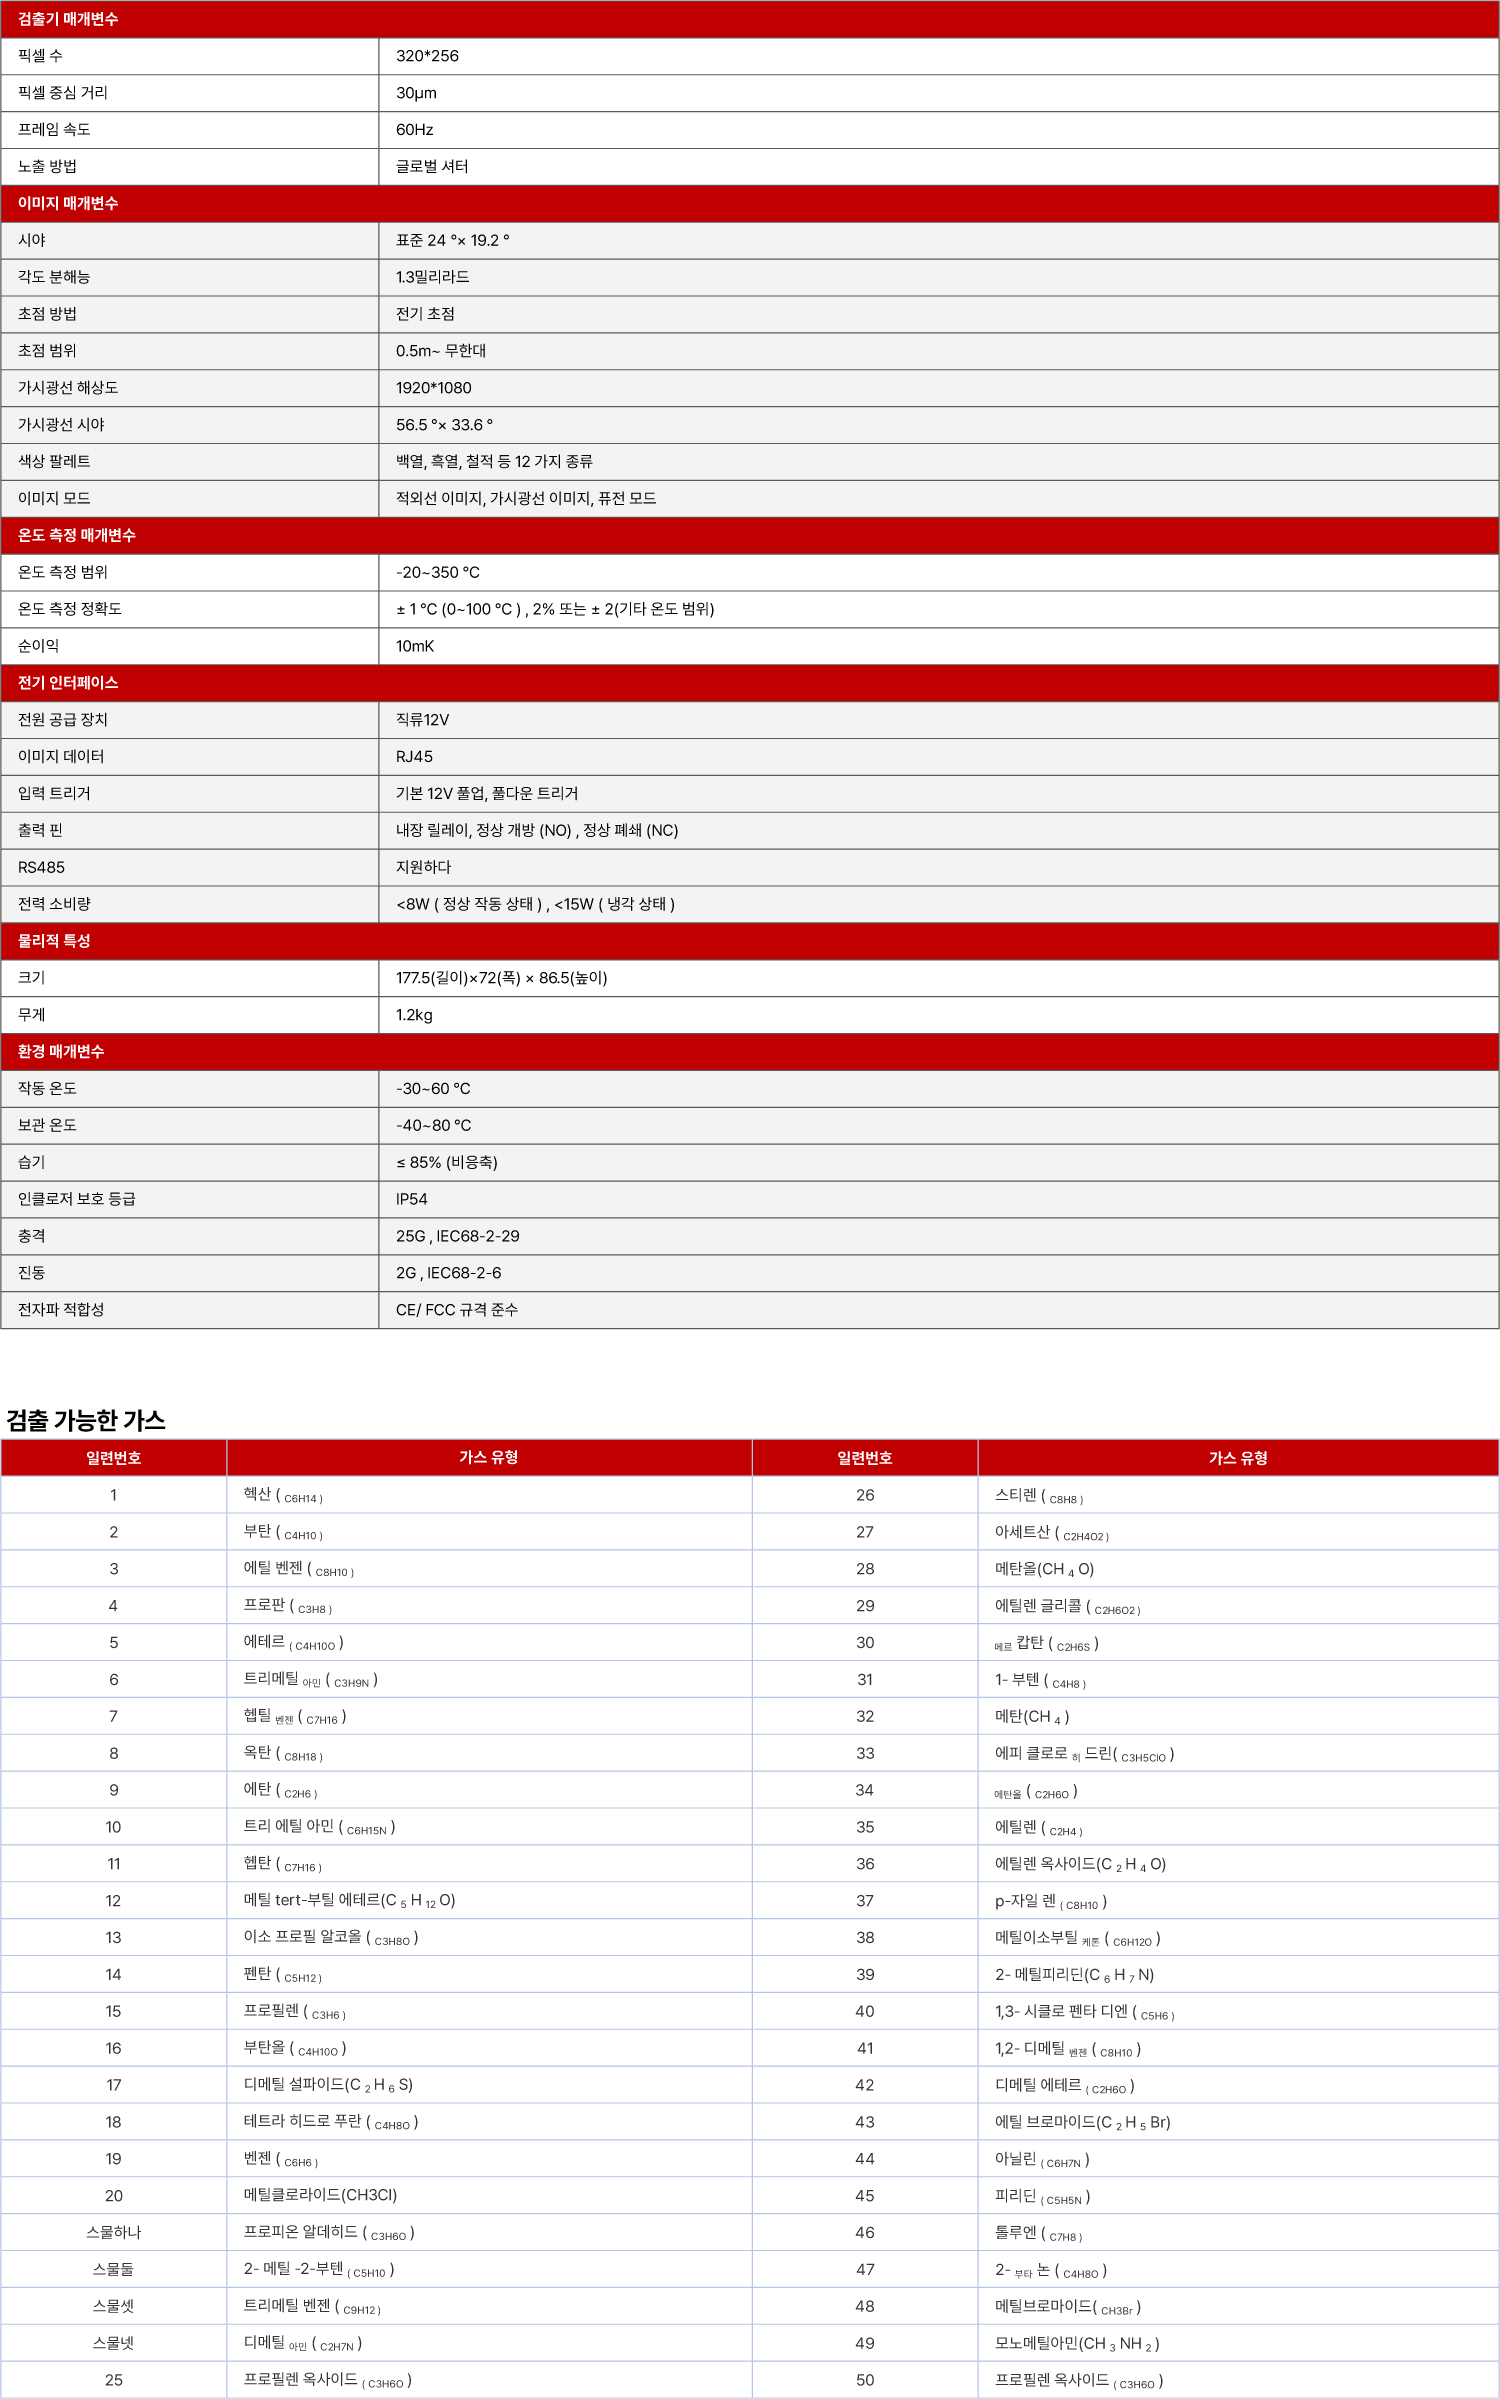 검출기 매개변수
픽셀 수 320*256
픽셀 중심 거리 30μm
프레임 속도 60Hz
노출 방법 글로벌 셔터
이미지 매개변수
시야 표준 24 °× 19.2 °
각도 분해능 1.3밀리라드
초점 방법 전기 초점
초점 범위 0.5m~ 무한대
가시광선 해상도 1920*1080
가시광선 시야 56.5 °× 33.6 °
색상 팔레트 백열, 흑열, 철적 등 12 가지 종류
이미지 모드 적외선 이미지, 가시광선 이미지, 퓨전 모드
온도 측정 매개변수
온도 측정 범위 -20~350 °C
온도 측정 정확도 ± 1 °C (0~100 °C ) , 2% 또는 ± 2(기타 온도 범위)
순이익 10mK
전기 인터페이스
전원 공급 장치 직류12V
이미지 데이터 RJ45
입력 트리거 기본 12V 풀업, 풀다운 트리거
출력 핀 내장 릴레이, 정상 개방 (NO) , 정상 폐쇄 (NC)
RS485 지원하다
전력 소비량 <8W ( 정상 작동 상태 ) , <15W ( 냉각 상태 )
물리적 특성
크기 177.5(길이)×72(폭) × 86.5(높이)
무게 1.2kg
환경 매개변수
작동 온도 -30~60 °C
보관 온도 -40~80 °C
습기 ≤ 85% (비응축)
인클로저 보호 등급 IP54
충격 25G , IEC68-2-29
진동 2G , IEC68-2-6
전자파 적합성 CE/ FCC 규격 준수
검출 가능한 가스
일련번호 가스 유형 일련번호 가스 유형
1 헥산 ( C6H14 ) 26 스티렌 ( C8H8 )
2 부탄 ( C4H10 ) 27 아세트산 ( C2H4O2 )
3 에틸 벤젠 ( C8H10 ) 28 메탄올(CH 4 O)
4 프로판 ( C3H8 ) 29 에틸렌 글리콜 ( C2H6O2 )
5 에테르 ( C4H10O ) 30 메르 캅탄 ( C2H6S )
6 트리메틸 아민 ( C3H9N ) 31 1- 부텐 ( C4H8 )
7 헵틸 벤젠 ( C7H16 ) 32 메탄(CH 4 )
8 옥탄 ( C8H18 ) 33 에피 클로로 히 드린( C3H5ClO )
9 에탄 ( C2H6 ) 34 에탄올 ( C2H6O )
10 트리 에틸 아민 ( C6H15N ) 35 에틸렌 ( C2H4 )
11 헵탄 ( C7H16 ) 36 에틸렌 옥사이드(C 2 H 4 O)
12 메틸 tert-부틸 에테르(C 5 H 12 O) 37 p-자일 렌 ( C8H10 )
13 이소 프로필 알코올 ( C3H8O ) 38 메틸이소부틸 케톤 ( C6H12O )
14 펜탄 ( C5H12 ) 39 2- 메틸피리딘(C 6 H 7 N)
15 프로필렌 ( C3H6 ) 40 1,3- 시클로 펜타 디엔 ( C5H6 )
16 부탄올 ( C4H10O ) 41 1,2- 디메틸 벤젠 ( C8H10 )
17 디메틸 설파이드(C 2 H 6 S) 42 디메틸 에테르 ( C2H6O )
18 테트라 히드로 푸란 ( C4H8O ) 43 에틸 브로마이드(C 2 H 5 Br)
19 벤젠 ( C6H6 ) 44 아닐린 ( C6H7N )
20 메틸클로라이드(CH3Cl) 45 피리딘 ( C5H5N )
스물하나 프로피온 알데히드 ( C3H6O ) 46 톨루엔 ( C7H8 )
스물둘 2- 메틸 -2-부텐 ( C5H10 ) 47 2- 부타 논 ( C4H8O )
스물셋 트리메틸 벤젠 ( C9H12 ) 48 메틸브로마이드( CH3Br )
스물넷 디메틸 아민 ( C2H7N ) 49 모노메틸아민(CH 3 NH 2 )
25 프로필렌 옥사이드 ( C3H6O ) 50 프로필렌 옥사이드 ( C3H6O )